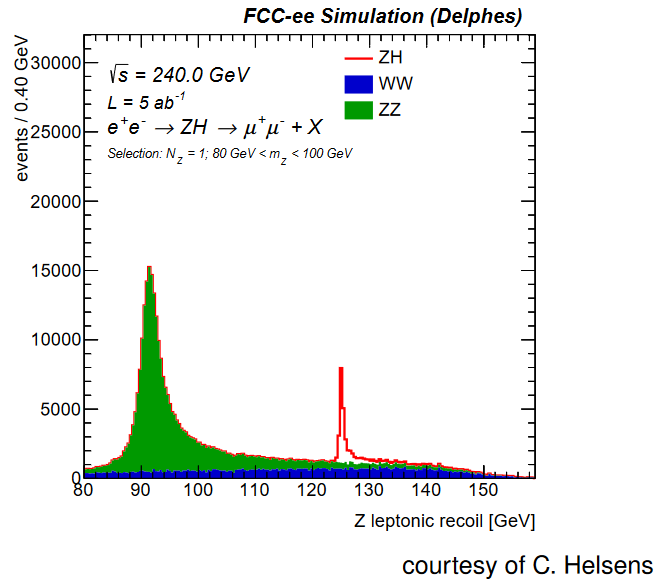 FCC-ee Simulation (Delphes)
events / 0.40 GeV
30000
25000
20000
15000
10000
5000
0
√s = 240.0 GeV
L = 5 ab⁻¹
e⁺e⁻ → ZH → μ⁺μ⁻ + X
Selection: N_Z = 1; 80 GeV < m_Z < 100 GeV
ZH
WW
ZZ
80 90 100 110 120 130 140 150
Z leptonic recoil [GeV]
courtesy of C. Helsens